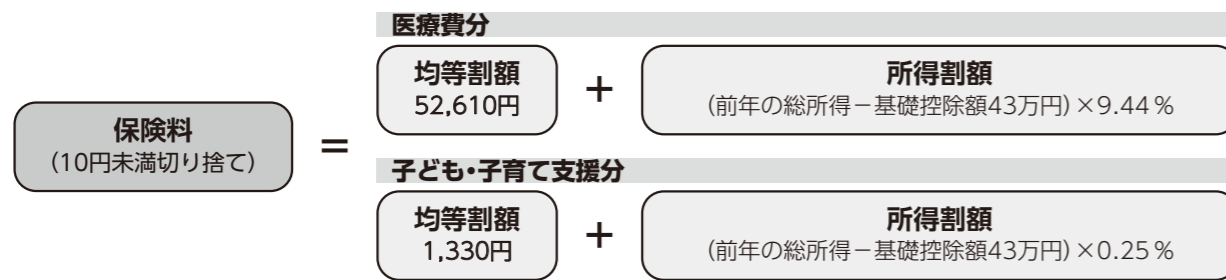 医療費分
均等割額
52,610円
+
所得割額
(前年の総所得−基礎控除額43万円)×9.44%
保険料
(10円未満切り捨て)
=
子ども・子育て支援分
均等割額
1,330円
+
所得割額
(前年の総所得−基礎控除額43万円)×0.25%